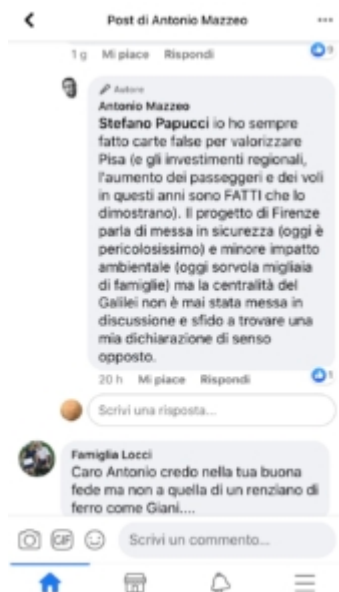 Post di Antonio Mazzeo
1 g Mi piace Rispondi 9
Autore
Antonio Mazzeo
Stefano Papucci io ho sempre
fatto carte false per valorizzare
Pisa (e gli investimenti regionali,
l'aumento dei passeggeri e dei voli
in questi anni sono FATTI che lo
dimostrano). Il progetto di Firenze
parla di messa in sicurezza (oggi è
pericolosissimo) e minore impatto
ambientale (oggi sorvola migliaia
di famiglie) ma la centralità del
Galilei non è mai stata messa in
discussione e sfido a trovare una
mia dichiarazione di senso
opposto.
20 h Mi piace Rispondi 1
Scrivi una risposta...
Famiglia Locci
Caro Antonio credo nella tua buona
fede ma non a quella di un renziano di
ferro come Giani....
GIF Scrivi un commento...